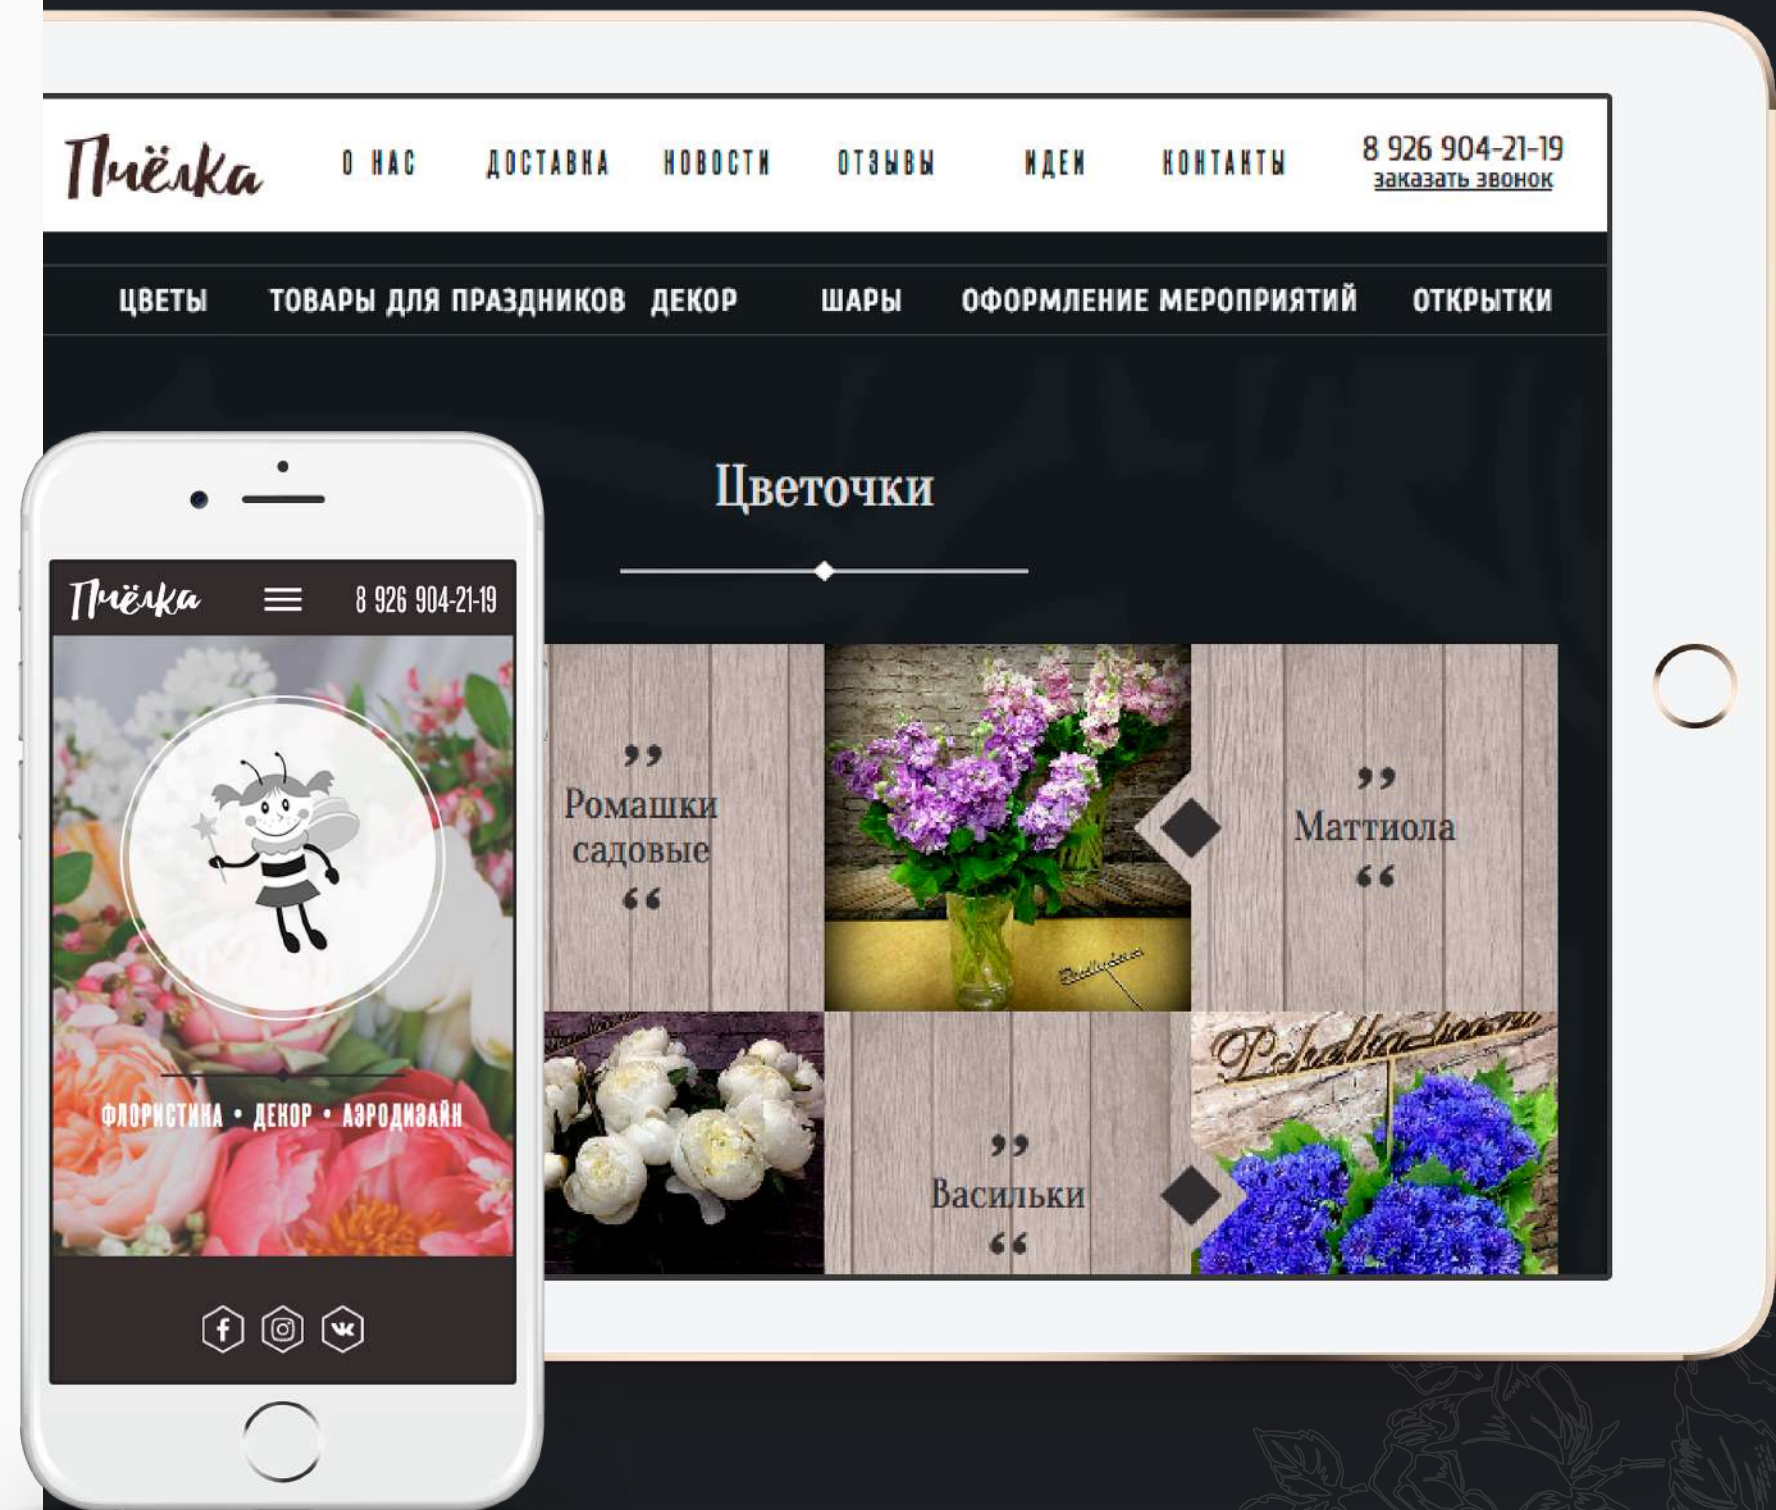 Пчёлка
О НАС
ДОСТАВКА
НОВОСТИ
ОТЗЫВЫ
ИДЕИ
КОНТАКТЫ
8 926 904-21-19
заказать звонок
ЦВЕТЫ
ТОВАРЫ ДЛЯ ПРАЗДНИКОВ
ДЕКОР
ШАРЫ
ОФОРМЛЕНИЕ МЕРОПРИЯТИЙ
ОТКРЫТКИ
Цветочки
”
Ромашки
садовые
“
”
Маттиола
“
”
Васильки
“
Пчёлка
8 926 904-21-19
ФЛОРИСТИКА • ДЕКОР • АЭРОДИЗАЙН